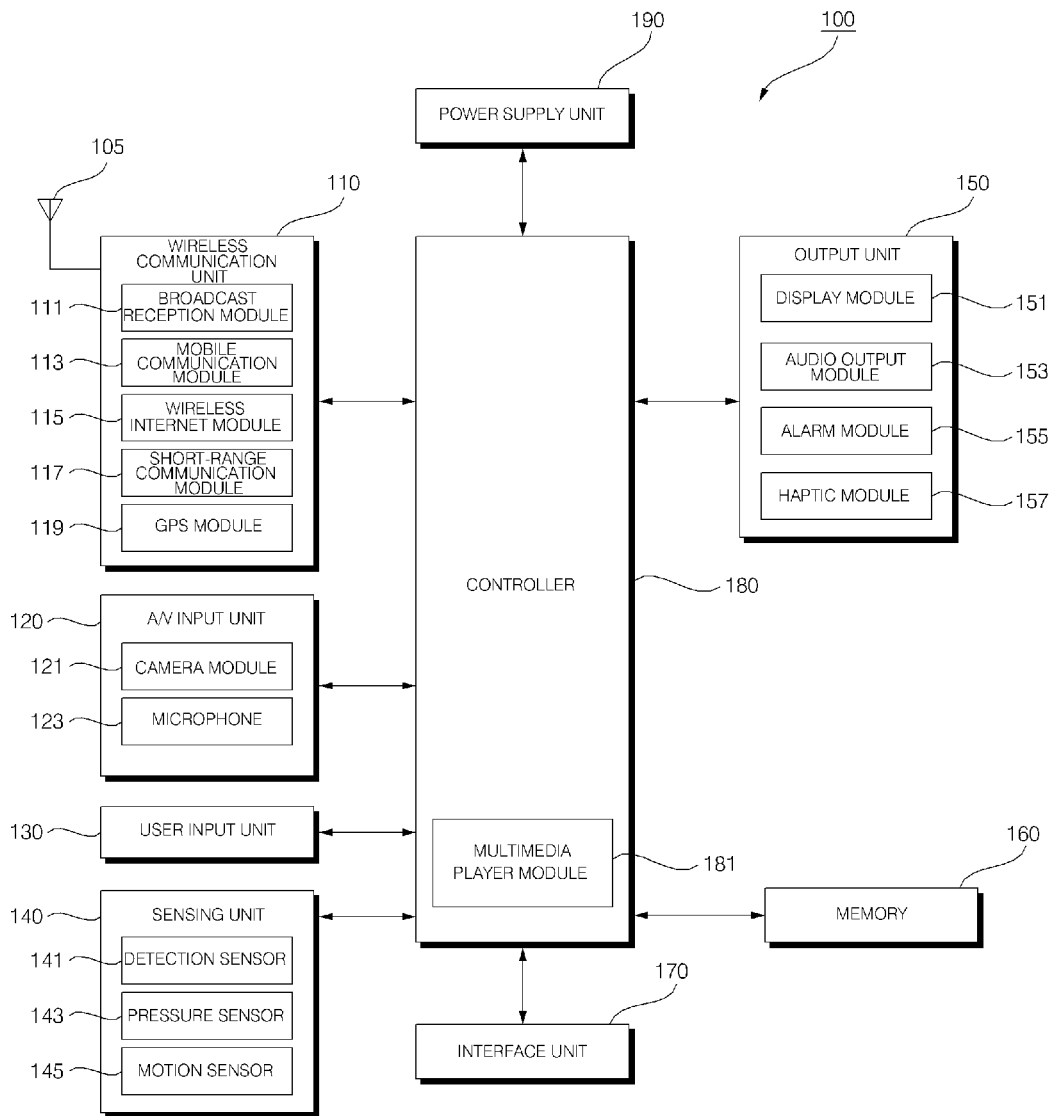 190
100
POWER SUPPLY UNIT
105
110
150
WIRELESS
COMMUNICATION
UNIT
111
BROADCAST
RECEPTION MODULE
113
MOBILE
COMMUNICATION
MODULE
115
WIRELESS
INTERNET MODULE
117
SHORT-RANGE
COMMUNICATION
MODULE
119
GPS MODULE
OUTPUT UNIT
DISPLAY MODULE
151
AUDIO OUTPUT
MODULE
153
ALARM MODULE
155
HAPTIC MODULE
157
CONTROLLER
180
120
A/V INPUT UNIT
121
CAMERA MODULE
123
MICROPHONE
130
USER INPUT UNIT
MULTIMEDIA
PLAYER MODULE
181
160
MEMORY
140
SENSING UNIT
141
DETECTION SENSOR
143
PRESSURE SENSOR
145
MOTION SENSOR
170
INTERFACE UNIT